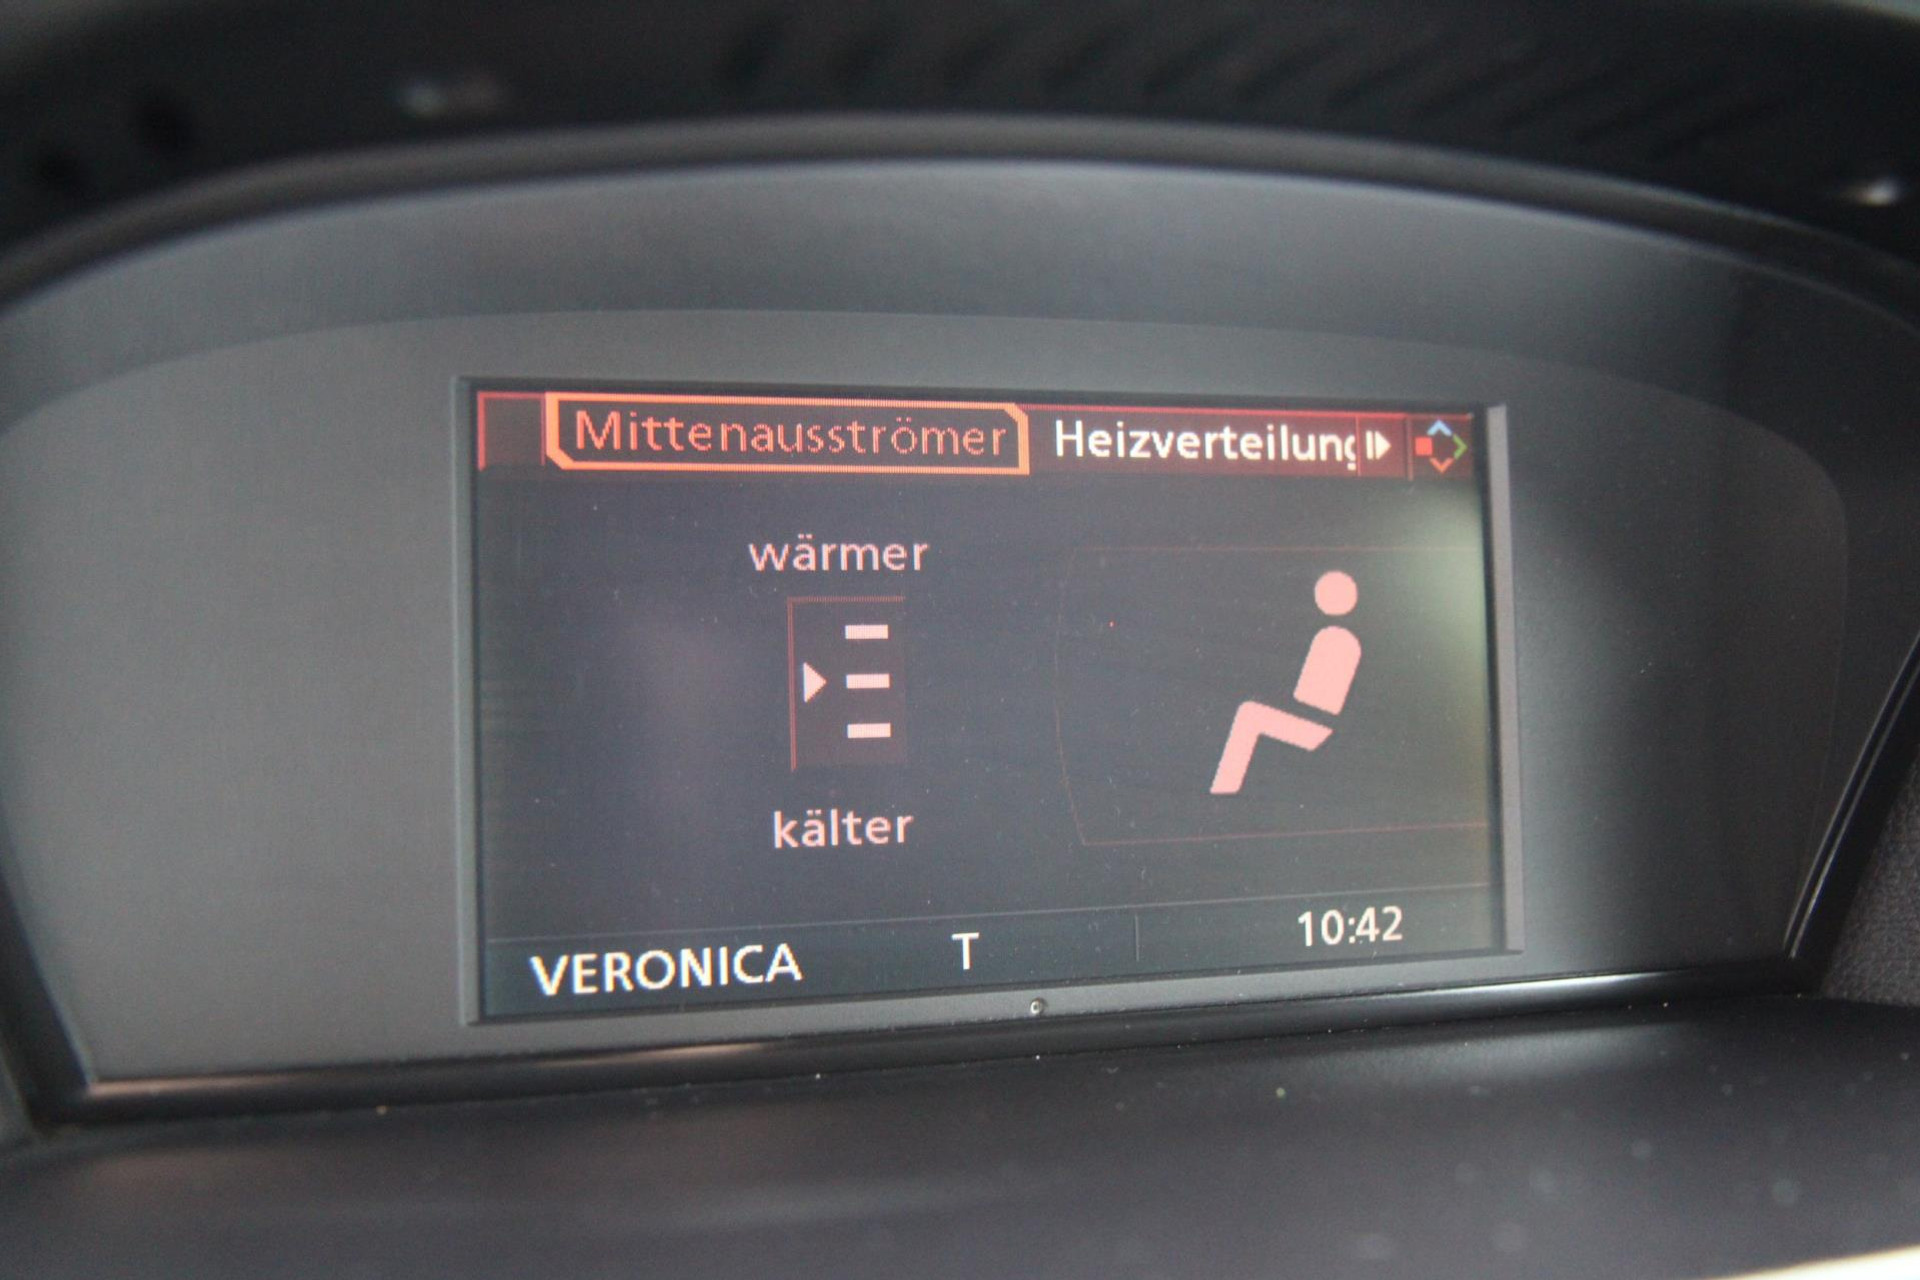 Mittenausströmer Heizverteilung
wärmer
kälter
VERONICA T 10:42